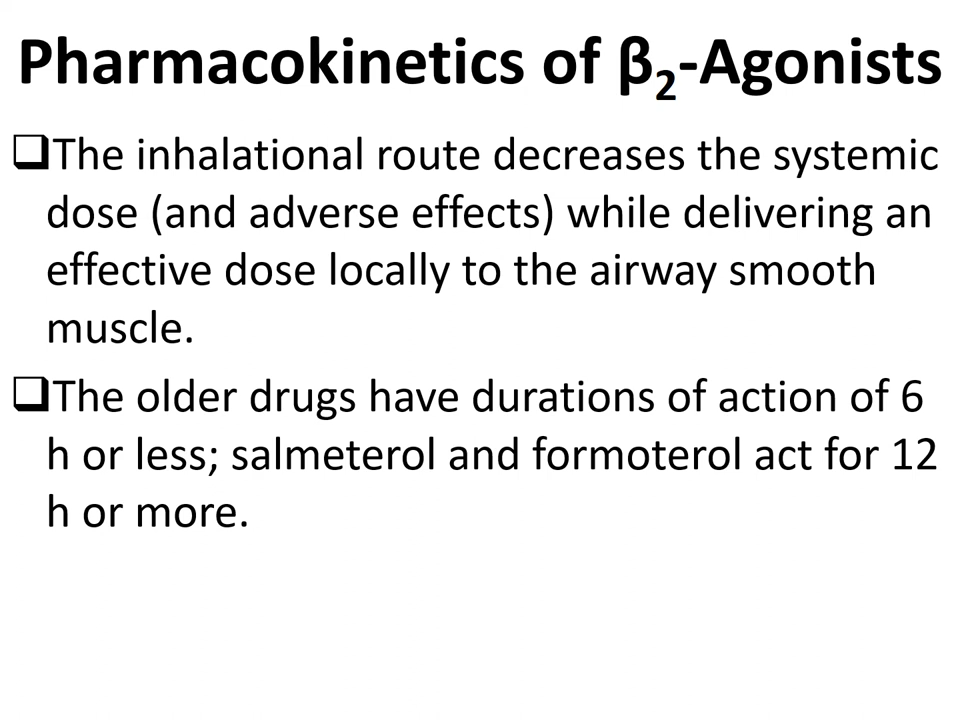 Pharmacokinetics of β₂-Agonists
❑The inhalational route decreases the systemic
dose (and adverse effects) while delivering an
effective dose locally to the airway smooth
muscle.
❑The older drugs have durations of action of 6
h or less; salmeterol and formoterol act for 12
h or more.